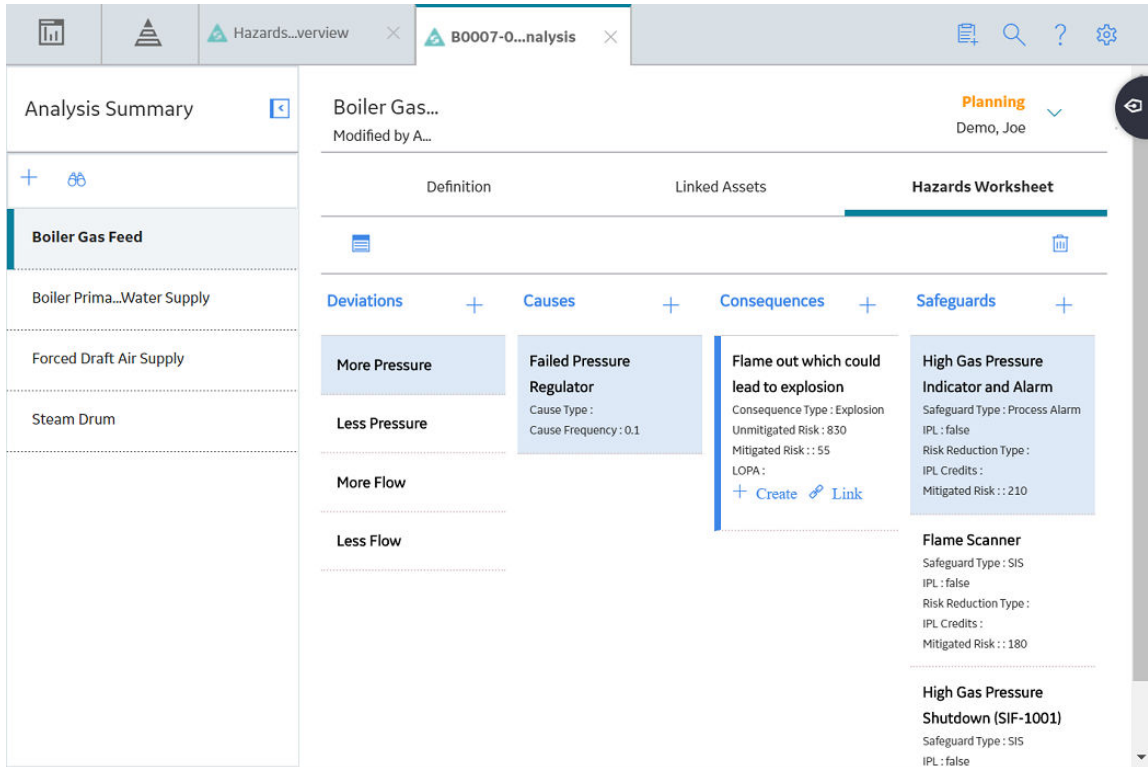 Hazards...verview
B0007-0...nalysis
Analysis Summary
Boiler Gas Feed
Boiler Prima...Water Supply
Forced Draft Air Supply
Steam Drum
Boiler Gas...
Modified by A...
Planning
Demo, Joe
Definition
Linked Assets
Hazards Worksheet
Deviations
More Pressure
Less Pressure
More Flow
Less Flow
Causes
Failed Pressure
Regulator
Cause Type :
Cause Frequency : 0.1
Consequences
Flame out which could
lead to explosion
Consequence Type : Explosion
Unmitigated Risk : 830
Mitigated Risk : : 55
LOPA :
Create Link
Safeguards
High Gas Pressure
Indicator and Alarm
Safeguard Type : Process Alarm
IPL : false
Risk Reduction Type :
IPL Credits :
Mitigated Risk : : 210
Flame Scanner
Safeguard Type : SIS
IPL : false
Risk Reduction Type :
IPL Credits :
Mitigated Risk : : 180
High Gas Pressure
Shutdown (SIF-1001)
Safeguard Type : SIS
IPL : false